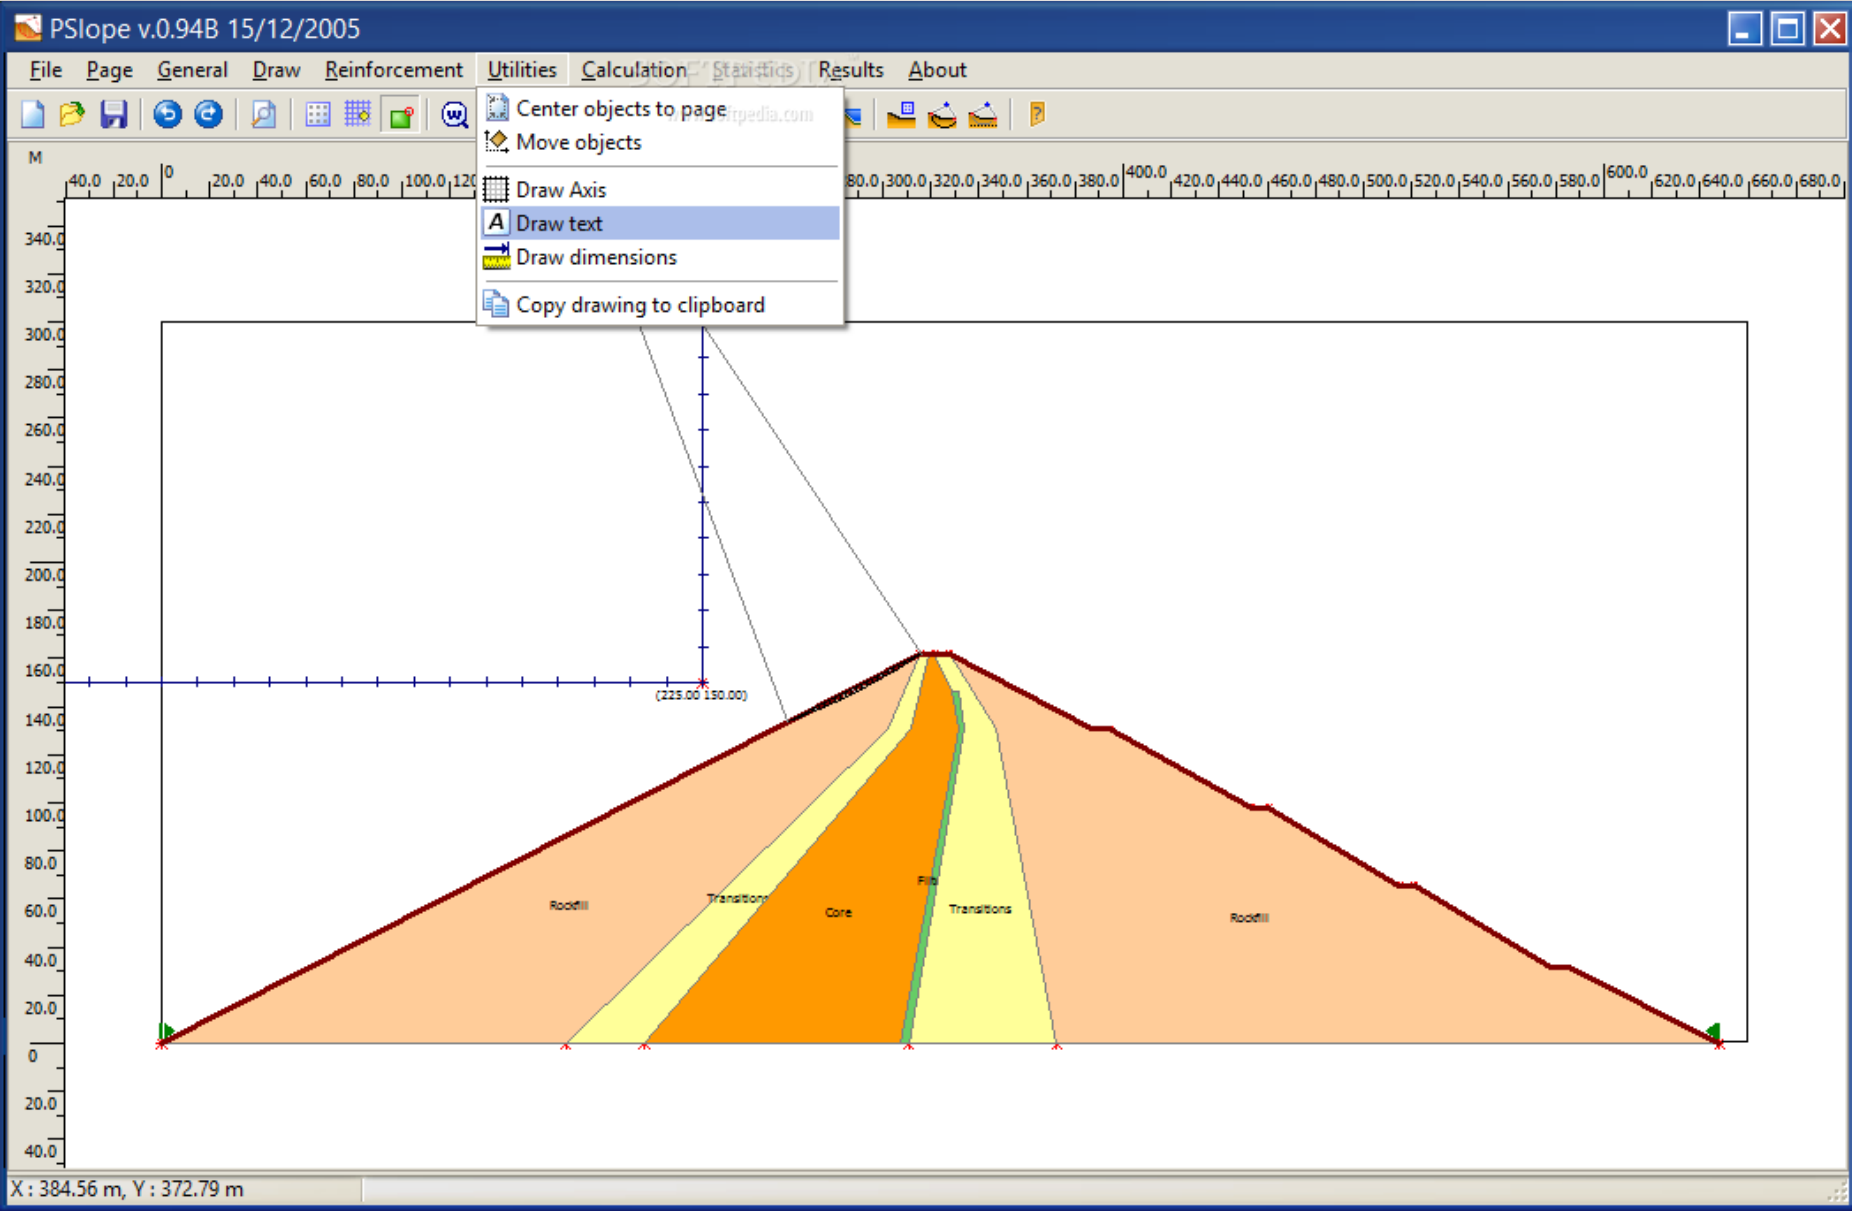 PSlope v.0.94B 15/12/2005
File Page General Draw Reinforcement Utilities Calculation Statistics Results About
SOFTPEDIA
Center objects to page
www.softpedia.com
Move objects
Draw Axis
Draw text
Draw dimensions
Copy drawing to clipboard
M
40.0 20.0 0 20.0 40.0 60.0 80.0 100.0 120 80.0 300.0 320.0 340.0 360.0 380.0 400.0 420.0 440.0 460.0 480.0 500.0 520.0 540.0 560.0 580.0 600.0 620.0 640.0 660.0 680.0
340.0
320.0
300.0
280.0
260.0
240.0
220.0
200.0
180.0
160.0
140.0
120.0
100.0
80.0
60.0
40.0
20.0
0
20.0
40.0
(225.00 150.00)
Rockfill
Transitions
Core
Transitions
Rockfill
X : 384.56 m, Y : 372.79 m